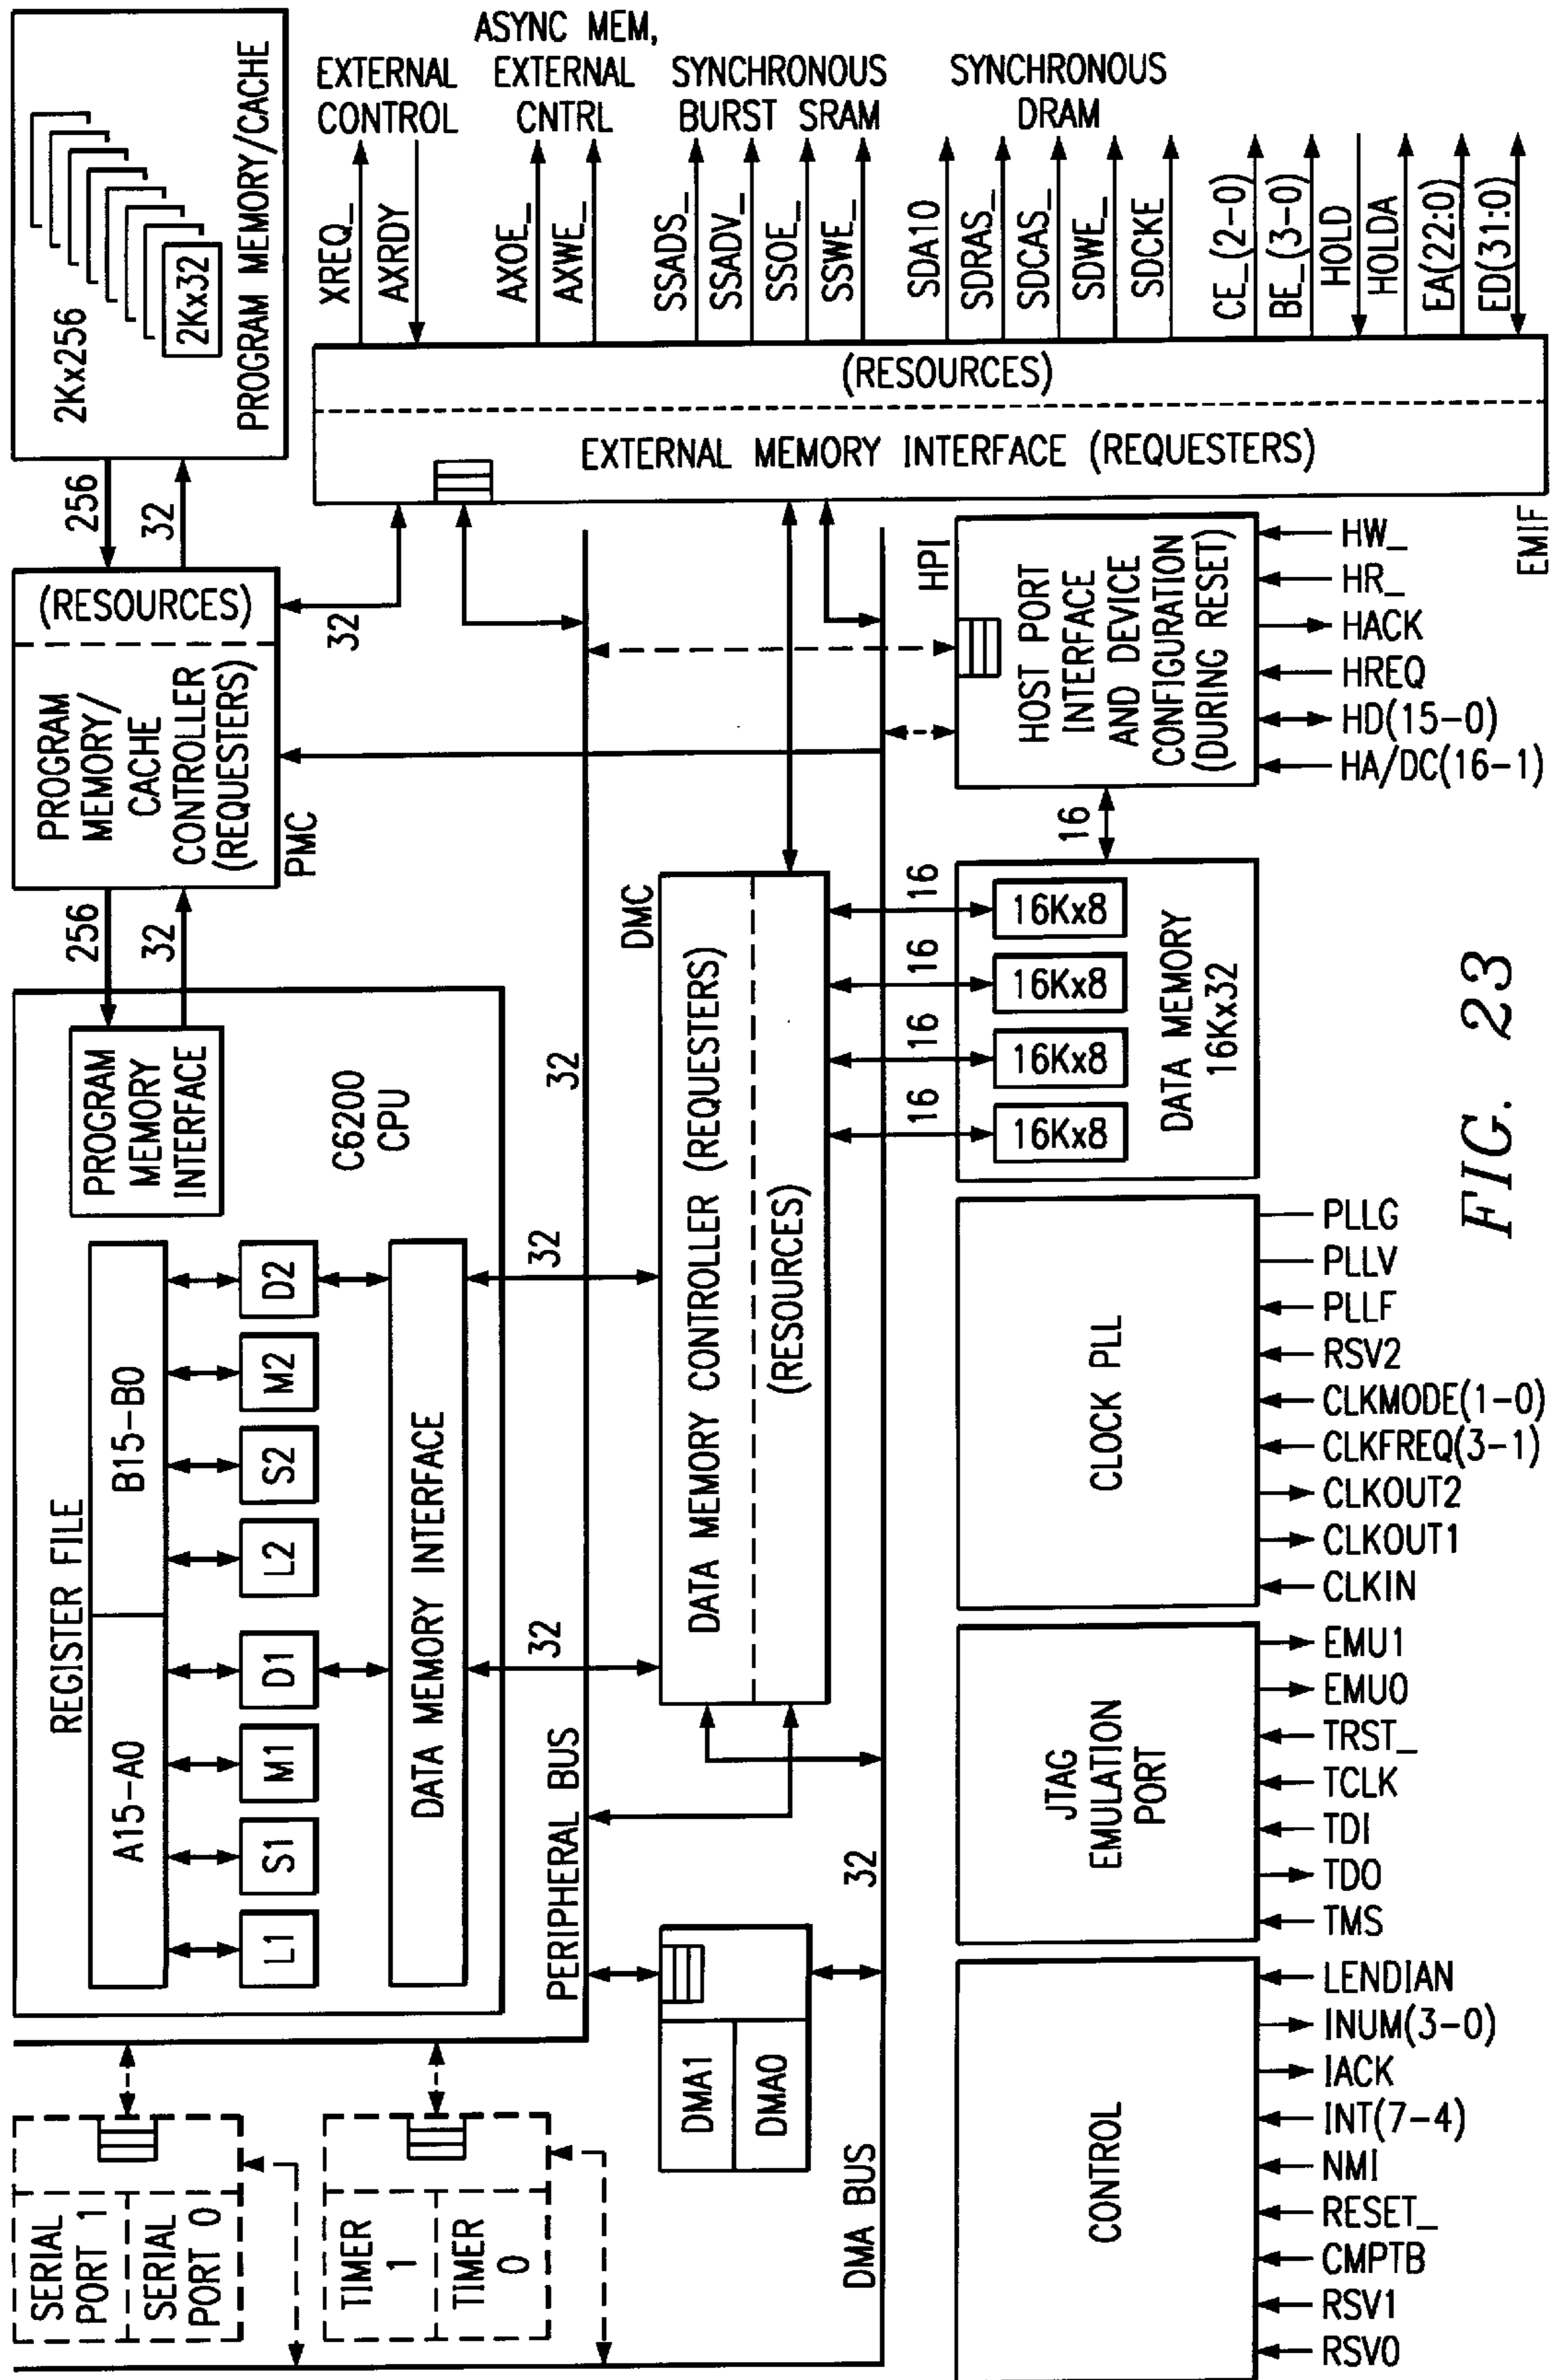 2Kx256
2Kx32
PROGRAM MEMORY/CACHE
256
32
EXTERNAL
CONTROL
ASYNC MEM,
EXTERNAL
CNTRL
SYNCHRONOUS
BURST SRAM
SYNCHRONOUS
DRAM
XREQ_
AXRDY
AXOE_
AXWE_
SSADS_
SSADV_
SSOE_
SSWE_
SDA10
SDRAS_
SDCAS_
SDWE_
SDCKE
CE_(2-0)
BE_(3-0)
HOLD
HOLDA
EA(22:0)
ED(31:0)
(RESOURCES)
EXTERNAL MEMORY INTERFACE (REQUESTERS)
EMIF
(RESOURCES)
PROGRAM
MEMORY/
CACHE
CONTROLLER
(REQUESTERS)
PMC
32
256
32
HPI
HOST PORT
INTERFACE
AND DEVICE
CONFIGURATION
(DURING RESET)
HW_
HR_
HACK
HREQ
HD(15-0)
HA/DC(16-1)
16
PROGRAM
MEMORY
INTERFACE
C6200
CPU
REGISTER FILE
A15-A0
B15-B0
L1
S1
M1
D1
L2
S2
M2
D2
DATA MEMORY INTERFACE
32
32
32
PERIPHERAL BUS
DMC
DATA MEMORY CONTROLLER (REQUESTERS)
(RESOURCES)
16
16
16
16
16Kx8
16Kx8
16Kx8
16Kx8
DATA MEMORY
16Kx32
SERIAL
PORT 1
SERIAL
PORT 0
TIMER
1
TIMER
0
DMA1
DMA0
DMA BUS
32
CLOCK PLL
PLLG
PLLV
PLLF
RSV2
CLKMODE(1-0)
CLKFREQ(3-1)
CLKOUT2
CLKOUT1
CLKIN
JTAG
EMULATION
PORT
EMU1
EMU0
TRST_
TCLK
TDI
TDO
TMS
CONTROL
LENDIAN
INUM(3-0)
IACK
INT(7-4)
NMI
RESET_
CMPTB
RSV1
RSV0
FIG. 23